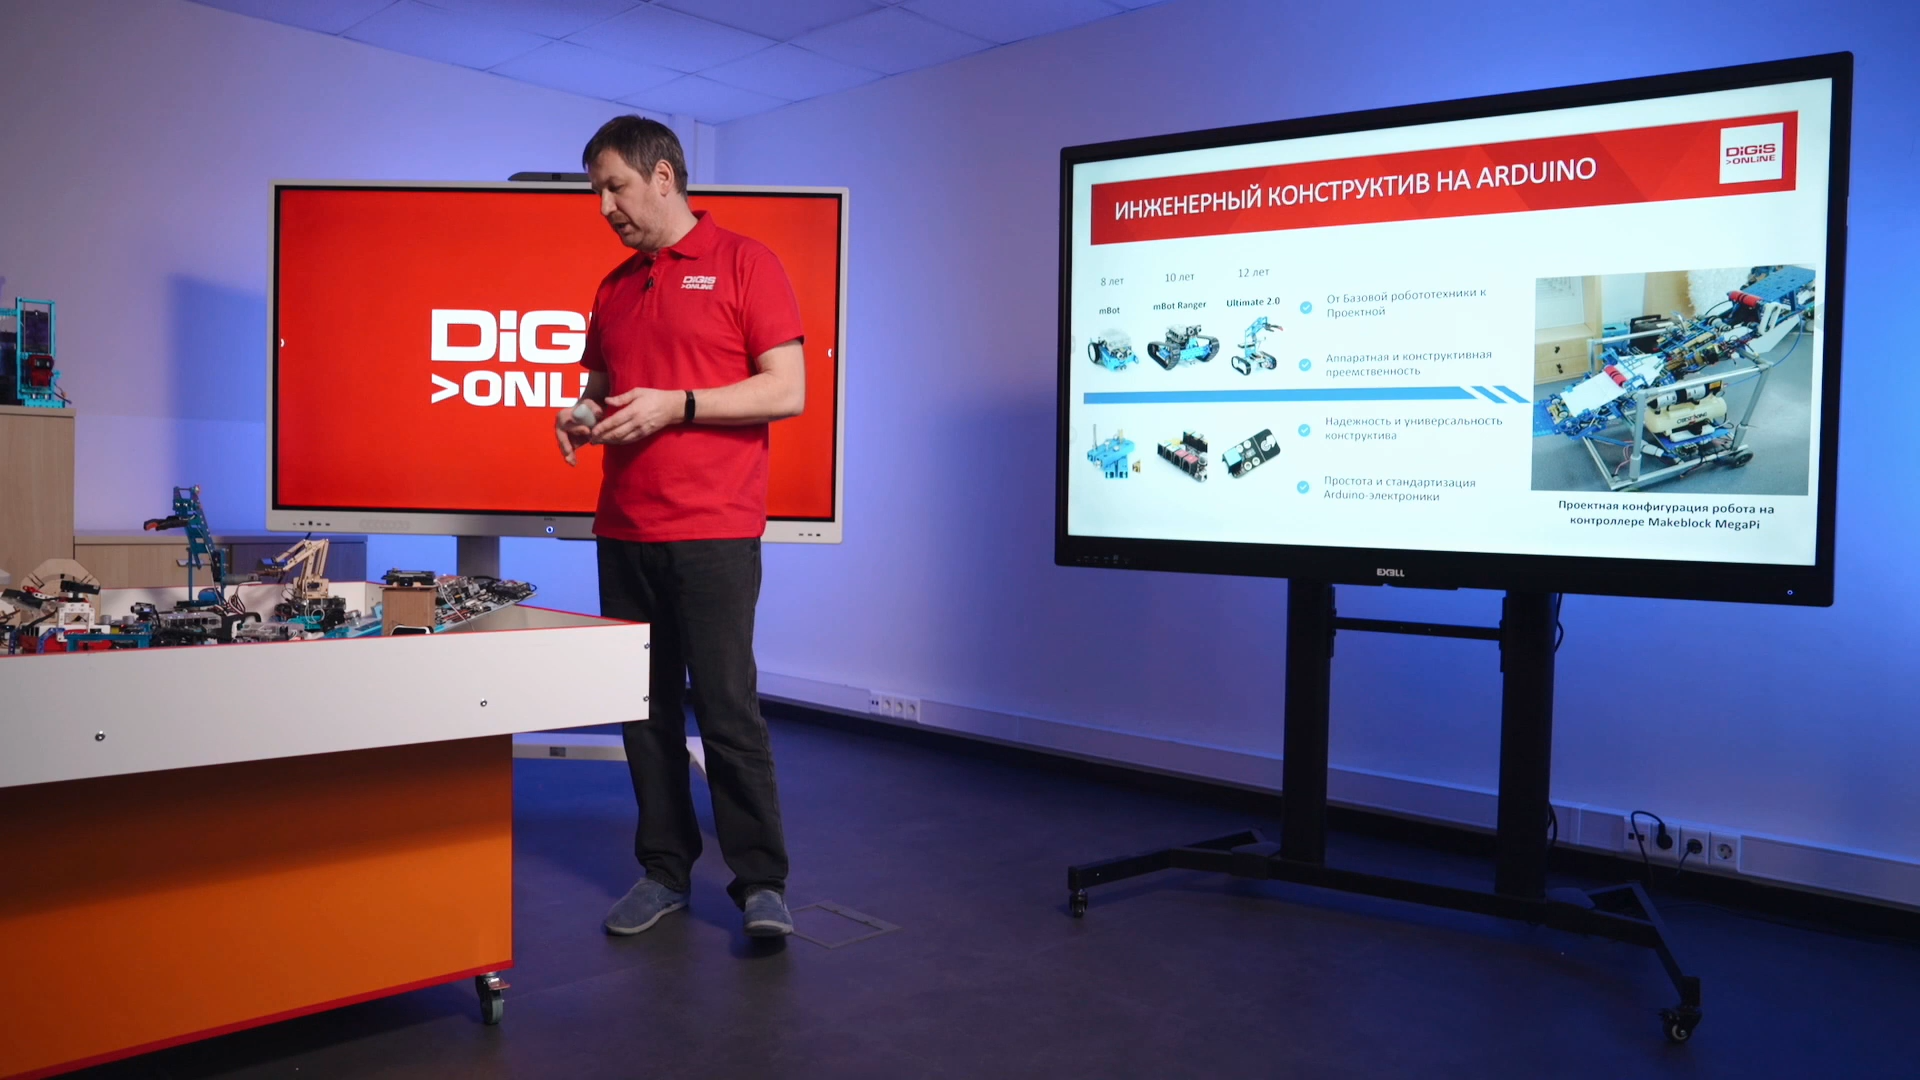 DiGiS
>ONLiNE
DiGiS
>ONLiNE
ИНЖЕНЕРНЫЙ КОНСТРУКТИВ НА ARDUINO
DiGiS
>ONLiNE
8 лет
10 лет
12 лет
mBot
mBot Ranger
Ultimate 2.0
От Базовой робототехники к
Проектной
Аппаратная и конструктивная
преемственность
Надежность и универсальность
конструктива
Простота и стандартизация
Arduino-электроники
Проектная конфигурация робота на
контроллере Makeblock MegaPi
EXELL